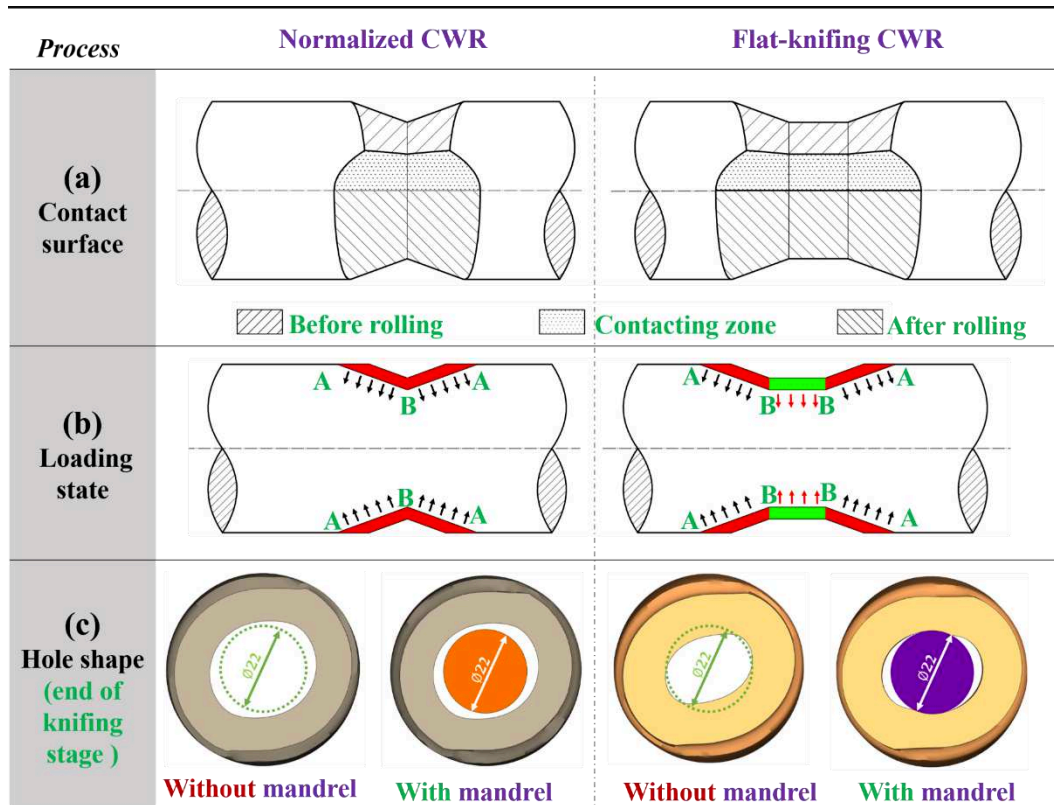 Process
Normalized CWR
Flat-knifing CWR
(a)
Contact
surface
Before rolling
Contacting zone
After rolling
(b)
Loading
state
A
B
A
A
B
B
A
A
B
A
A
B
B
A
(c)
Hole shape
(end of
knifing
stage )
Ø22
Ø22
Ø22
Ø22
Without mandrel
With mandrel
Without mandrel
With mandrel